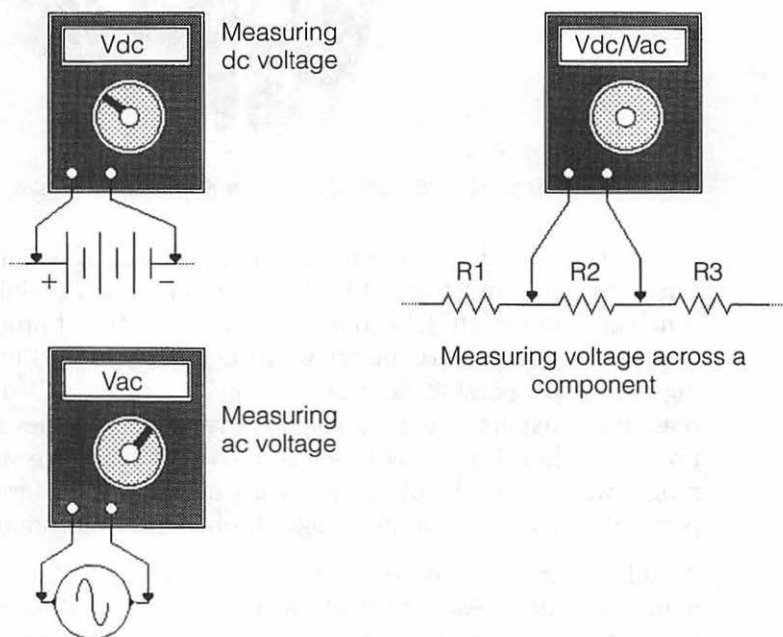 Vdc
Measuring
dc voltage
+
−
Vdc/Vac
R1 R2 R3
Measuring voltage across a
component
Vac
Measuring
ac voltage